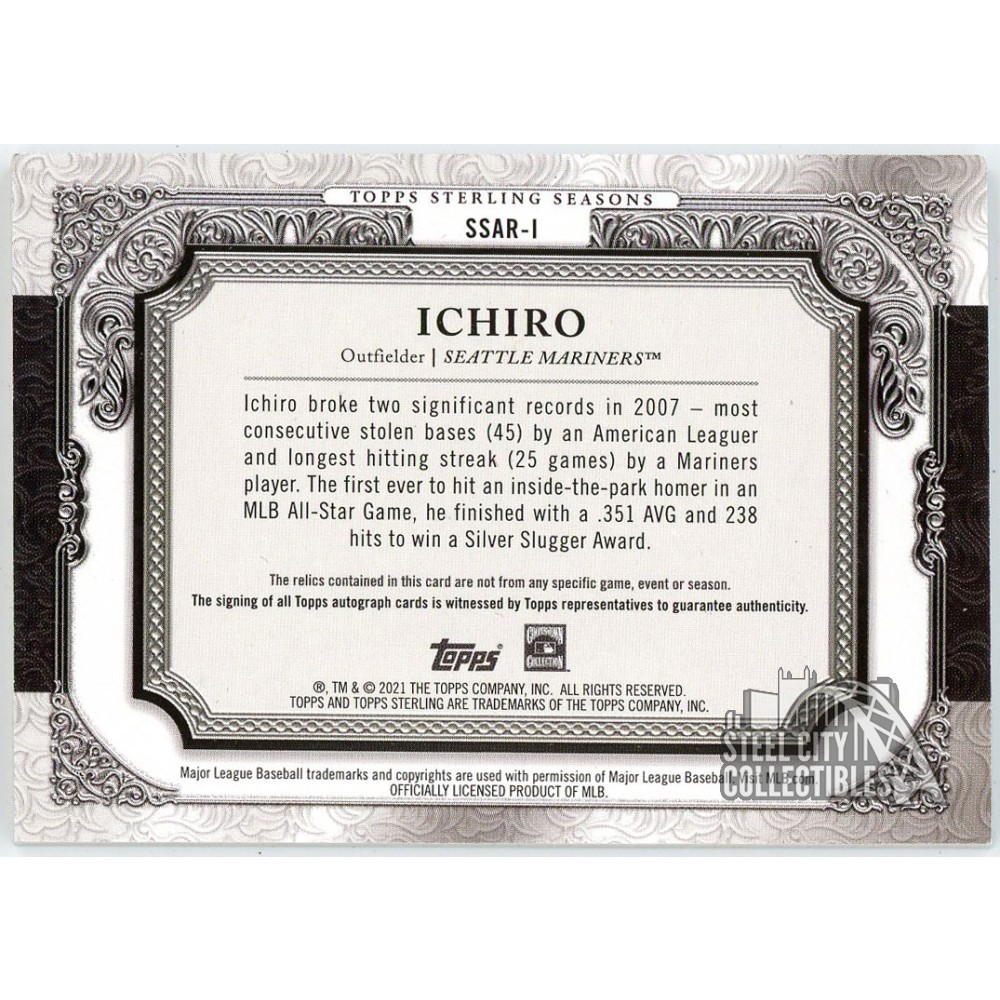 TOPPS STERLING SEASONS
SSAR-I
ICHIRO
Outfielder | SEATTLE MARINERS™
Ichiro broke two significant records in 2007 – most
consecutive stolen bases (45) by an American Leaguer
and longest hitting streak (25 games) by a Mariners
player. The first ever to hit an inside-the-park homer in an
MLB All-Star Game, he finished with a .351 AVG and 238
hits to win a Silver Slugger Award.
The relics contained in this card are not from any specific game, event or season.
The signing of all Topps autograph cards is witnessed by Topps representatives to guarantee authenticity.
topps®
COOPERSTOWN
COLLECTION
®, TM & © 2021 THE TOPPS COMPANY, INC. ALL RIGHTS RESERVED.
TOPPS AND TOPPS STERLING ARE TRADEMARKS OF THE TOPPS COMPANY, INC.
STEEL CITY
COLLECTIBLES
Major League Baseball trademarks and copyrights are used with permission of Major League Baseball. Visit MLB.com.
OFFICIALLY LICENSED PRODUCT OF MLB.